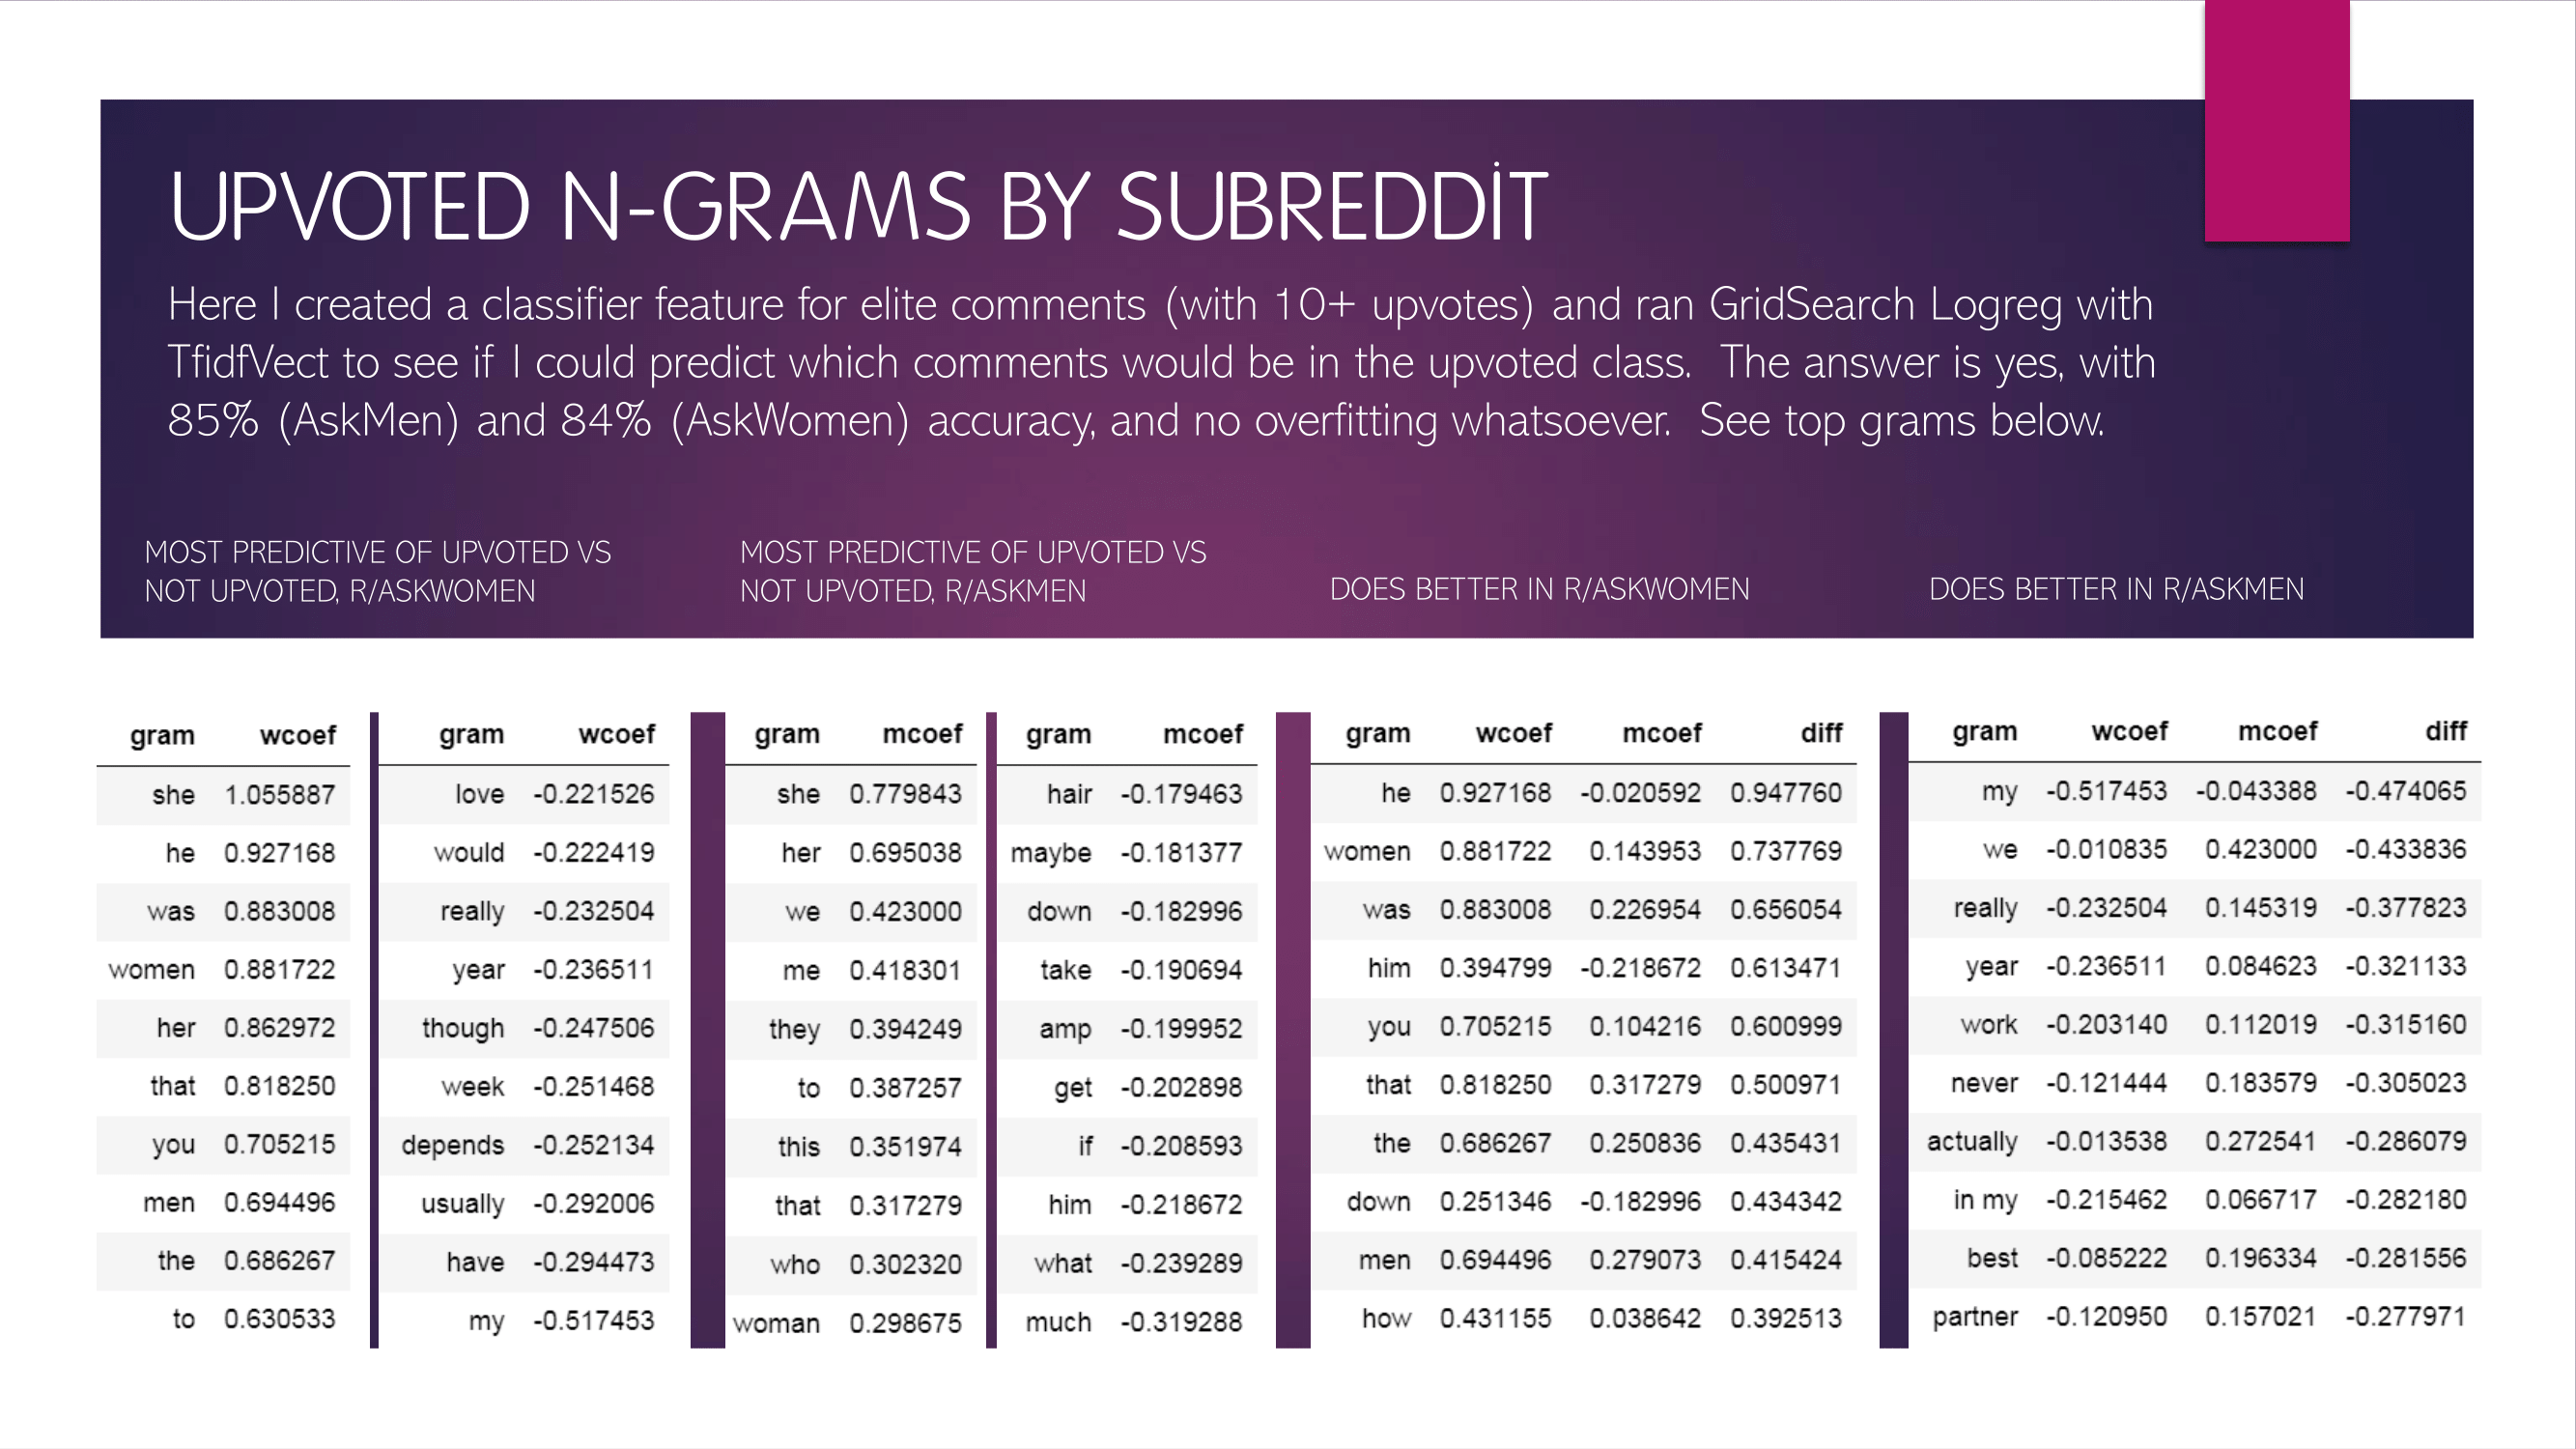 UPVOTED N-GRAMS BY SUBREDDIT
Here I created a classifier feature for elite comments (with 10+ upvotes) and ran GridSearch Logreg with
TfidfVect to see if I could predict which comments would be in the upvoted class. The answer is yes, with
85% (AskMen) and 84% (AskWomen) accuracy, and no overfitting whatsoever. See top grams below.
MOST PREDICTIVE OF UPVOTED VS
NOT UPVOTED, R/ASKWOMEN
MOST PREDICTIVE OF UPVOTED VS
NOT UPVOTED, R/ASKMEN
DOES BETTER IN R/ASKWOMEN
DOES BETTER IN R/ASKMEN
gram wcoef
she 1.055887
he 0.927168
was 0.883008
women 0.881722
her 0.862972
that 0.818250
you 0.705215
men 0.694496
the 0.686267
to 0.630533
gram wcoef
love -0.221526
would -0.222419
really -0.232504
year -0.236511
though -0.247506
week -0.251468
depends -0.252134
usually -0.292006
have -0.294473
my -0.517453
gram mcoef
she 0.779843
her 0.695038
we 0.423000
me 0.418301
they 0.394249
to 0.387257
this 0.351974
that 0.317279
who 0.302320
woman 0.298675
gram mcoef
hair -0.179463
maybe -0.181377
down -0.182996
take -0.190694
amp -0.199952
get -0.202898
if -0.208593
him -0.218672
what -0.239289
much -0.319288
gram wcoef mcoef diff
he 0.927168 -0.020592 0.947760
women 0.881722 0.143953 0.737769
was 0.883008 0.226954 0.656054
him 0.394799 -0.218672 0.613471
you 0.705215 0.104216 0.600999
that 0.818250 0.317279 0.500971
the 0.686267 0.250836 0.435431
down 0.251346 -0.182996 0.434342
men 0.694496 0.279073 0.415424
how 0.431155 0.038642 0.392513
gram wcoef mcoef diff
my -0.517453 -0.043388 -0.474065
we -0.010835 0.423000 -0.433836
really -0.232504 0.145319 -0.377823
year -0.236511 0.084623 -0.321133
work -0.203140 0.112019 -0.315160
never -0.121444 0.183579 -0.305023
actually -0.013538 0.272541 -0.286079
in my -0.215462 0.066717 -0.282180
best -0.085222 0.196334 -0.281556
partner -0.120950 0.157021 -0.277971